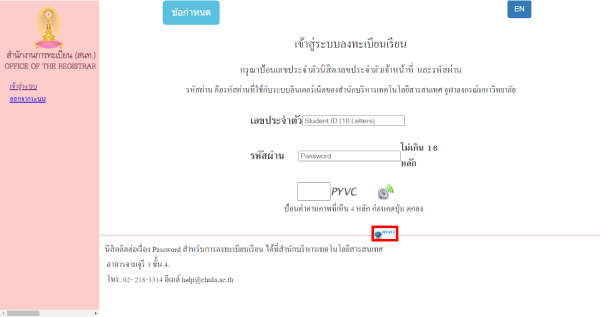 ข้อกำหนด
EN
สำนักงานการทะเบียน (สนท.)
OFFICE OF THE REGISTRAR
เข้าสู่ระบบ
ออกจากระบบ
เข้าสู่ระบบลงทะเบียนเรียน
กรุณาป้อนเลขประจำตัวนิสิต/เลขประจำตัวเจ้าหน้าที่ และรหัสผ่าน
รหัสผ่าน คือรหัสผ่านที่ใช้กับระบบอินเตอร์เน็ตของสำนักบริหารเทคโนโลยีสารสนเทศ จุฬาลงกรณ์มหาวิทยาลัย
เลขประจำตัว Student ID (10 Letters)
รหัสผ่าน Password ไม่เกิน 16 หลัก
PYVC
ป้อนคำตามภาพที่เห็น 4 หลัก ก่อนกดปุ่ม ตกลง
ตกลง
นิสิตติดต่อเรื่อง Password สำหรับการลงทะเบียนเรียน ได้ที่สำนักบริหารเทคโนโลยีสารสนเทศ
อาคารจามจุรี 3 ชั้น 4.
โทร. 02- 218-3314 อีเมล์ help@chula.ac.th